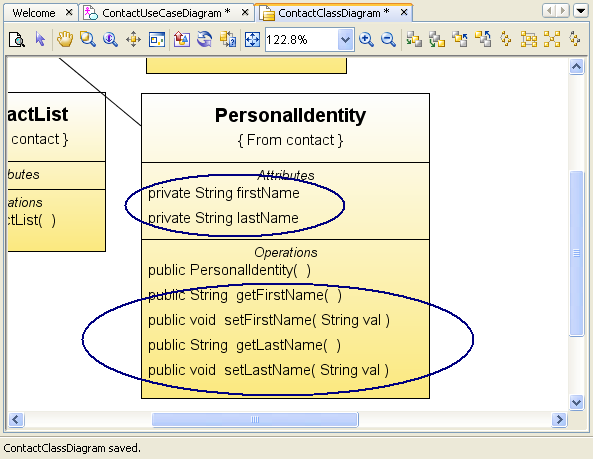 Welcome × ContactUseCaseDiagram * × ContactClassDiagram * ×
122.8%
PersonalIdentity
{ From contact }
actList
contact }
Attributes
butes
private String firstName
private String lastName
ations
actList( )
Operations
public PersonalIdentity( )
public String getFirstName( )
public void setFirstName( String val )
public String getLastName( )
public void setLastName( String val )
ContactClassDiagram saved.